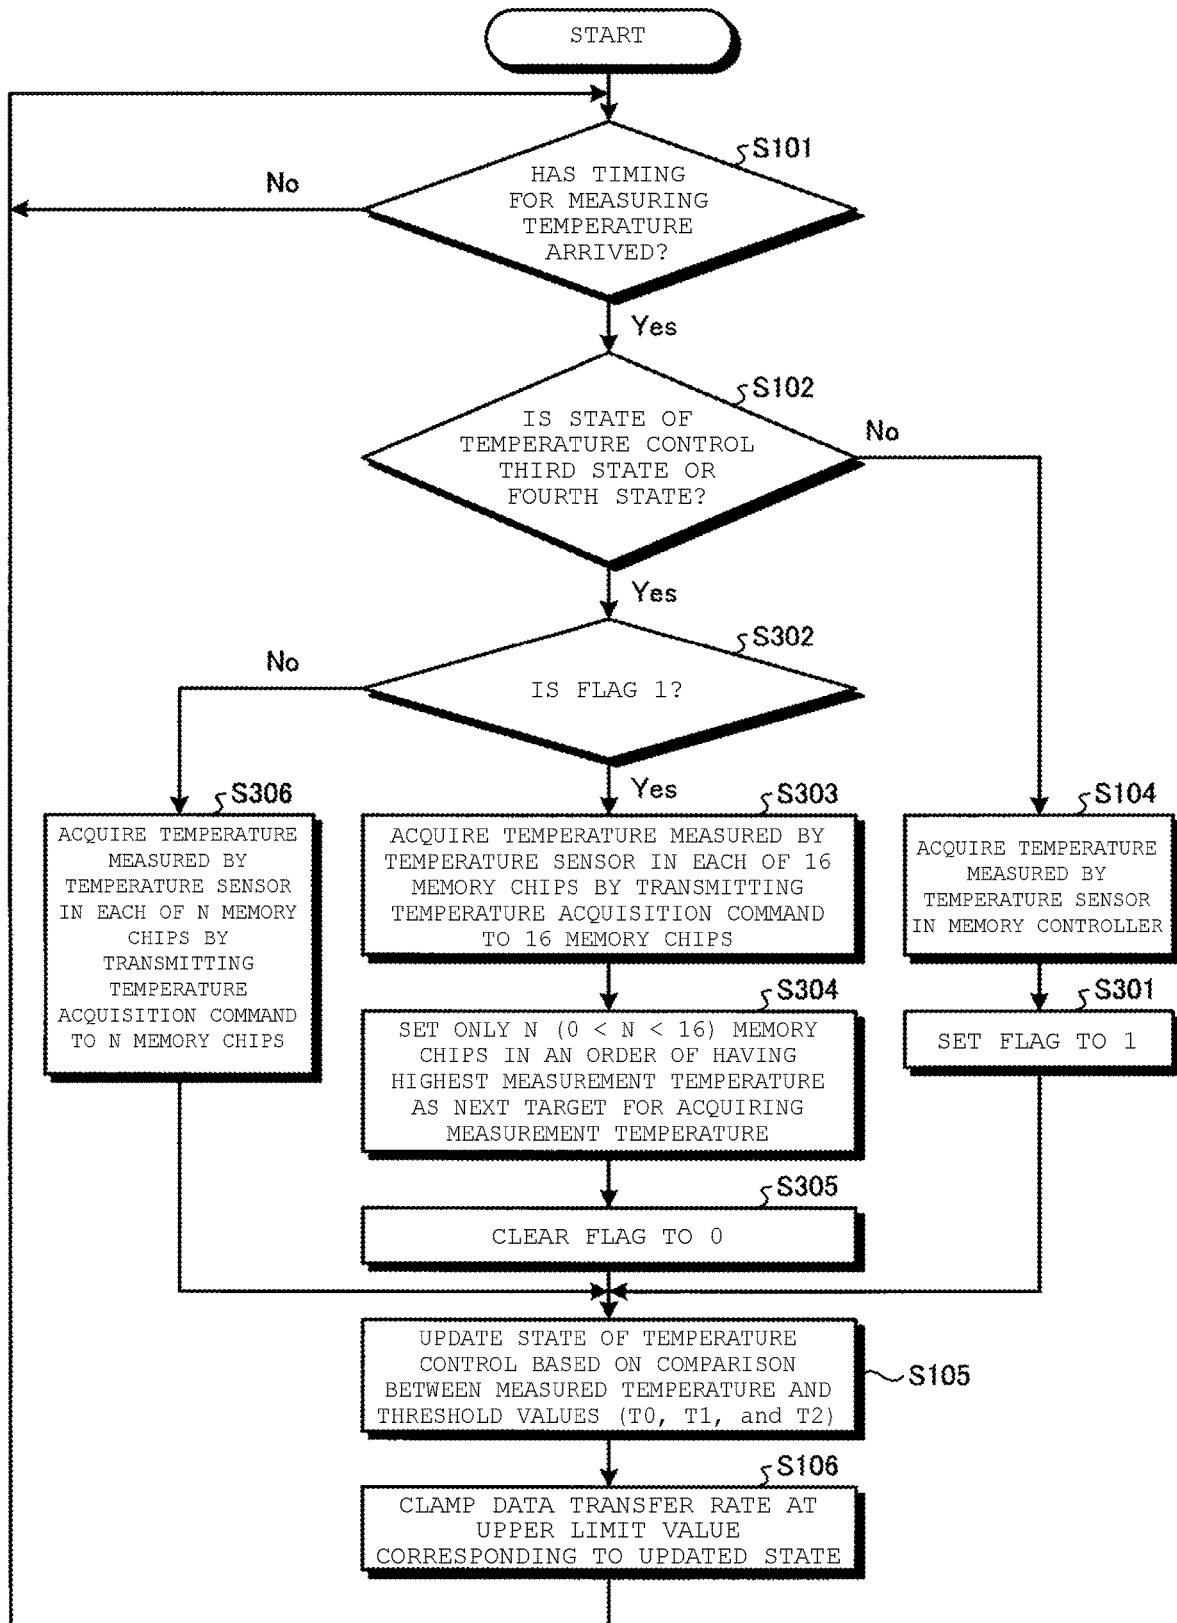 START
S101
HAS TIMING
FOR MEASURING
TEMPERATURE
ARRIVED?
No
Yes
S102
IS STATE OF
TEMPERATURE CONTROL
THIRD STATE OR
FOURTH STATE?
No
Yes
S302
IS FLAG 1?
No
Yes
S306
ACQUIRE TEMPERATURE
MEASURED BY
TEMPERATURE SENSOR
IN EACH OF N MEMORY
CHIPS BY
TRANSMITTING
TEMPERATURE
ACQUISITION COMMAND
TO N MEMORY CHIPS
S303
ACQUIRE TEMPERATURE MEASURED BY
TEMPERATURE SENSOR IN EACH OF 16
MEMORY CHIPS BY TRANSMITTING
TEMPERATURE ACQUISITION COMMAND
TO 16 MEMORY CHIPS
S104
ACQUIRE TEMPERATURE
MEASURED BY
TEMPERATURE SENSOR
IN MEMORY CONTROLLER
S304
SET ONLY N (0 < N < 16) MEMORY
CHIPS IN AN ORDER OF HAVING
HIGHEST MEASUREMENT TEMPERATURE
AS NEXT TARGET FOR ACQUIRING
MEASUREMENT TEMPERATURE
S301
SET FLAG TO 1
S305
CLEAR FLAG TO 0
UPDATE STATE OF TEMPERATURE
CONTROL BASED ON COMPARISON
BETWEEN MEASURED TEMPERATURE AND
THRESHOLD VALUES (T0, T1, and T2)
S105
S106
CLAMP DATA TRANSFER RATE AT
UPPER LIMIT VALUE
CORRESPONDING TO UPDATED STATE